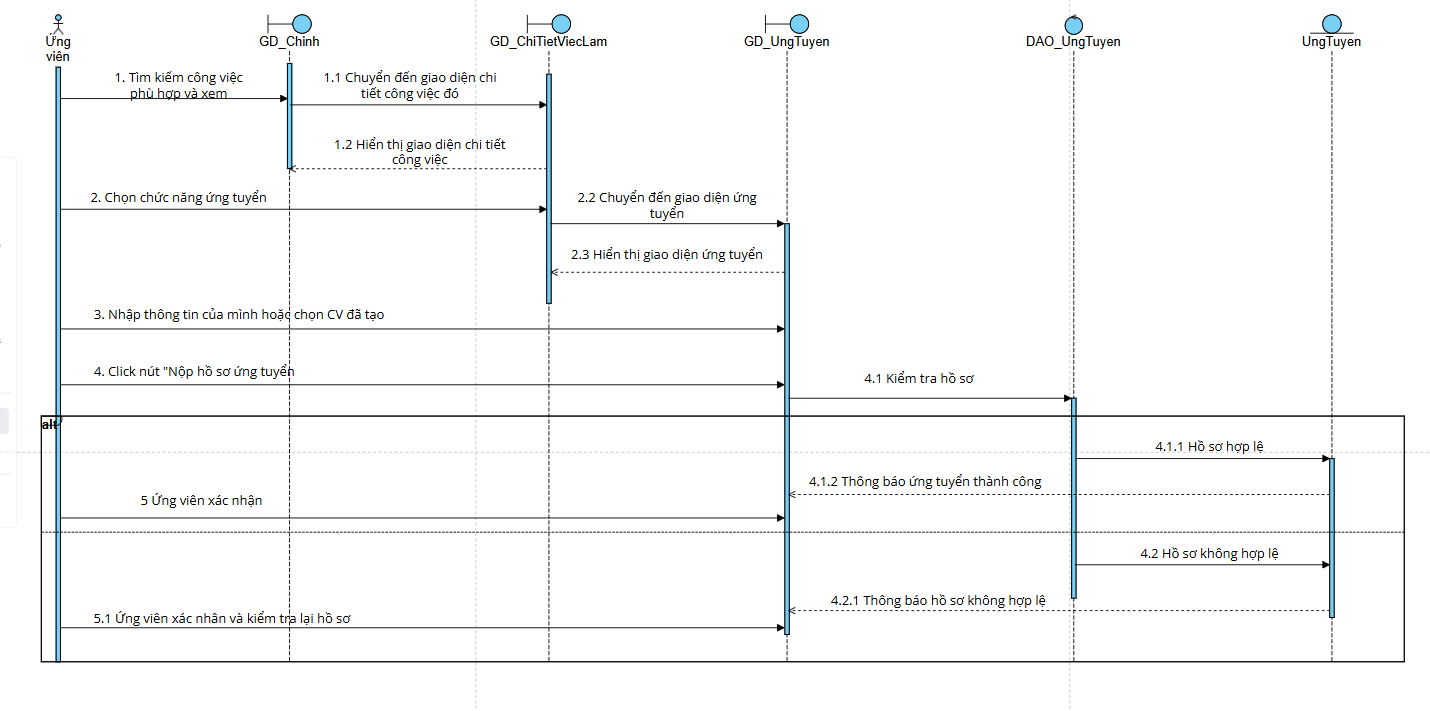 Ứng
viên
GD_Chinh
GD_ChiTietViecLam
GD_UngTuyen
DAO_UngTuyen
UngTuyen
1. Tìm kiếm công việc
phù hợp và xem
1.1 Chuyển đến giao diện chi
tiết công việc đó
1.2 Hiển thị giao diện chi tiết
công việc
2. Chọn chức năng ứng tuyển
2.2 Chuyển đến giao diện ứng
tuyển
2.3 Hiển thị giao diện ứng tuyển
3. Nhập thông tin của mình hoặc chọn CV đã tạo
4. Click nút "Nộp hồ sơ ứng tuyển
4.1 Kiểm tra hồ sơ
alt
4.1.1 Hồ sơ hợp lệ
4.1.2 Thông báo ứng tuyển thành công
5 Ứng viên xác nhận
4.2 Hồ sơ không hợp lệ
4.2.1 Thông báo hồ sơ không hợp lệ
5.1 Ứng viên xác nhân và kiểm tra lại hồ sơ